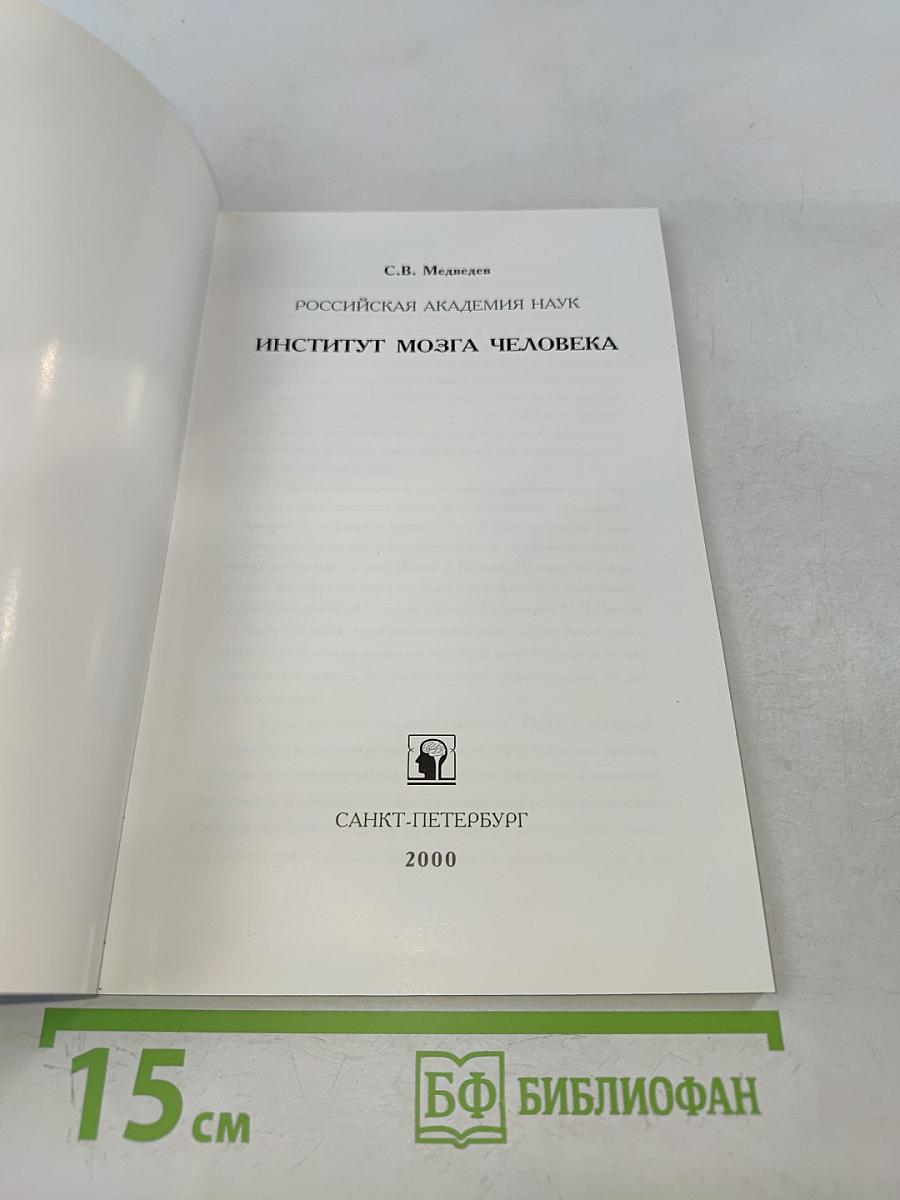 С.В. Медведев
РОССИЙСКАЯ АКАДЕМИЯ НАУК
ИНСТИТУТ МОЗГА ЧЕЛОВЕКА
САНКТ-ПЕТЕРБУРГ
2000
15 см
БФ БИБЛИОФАН